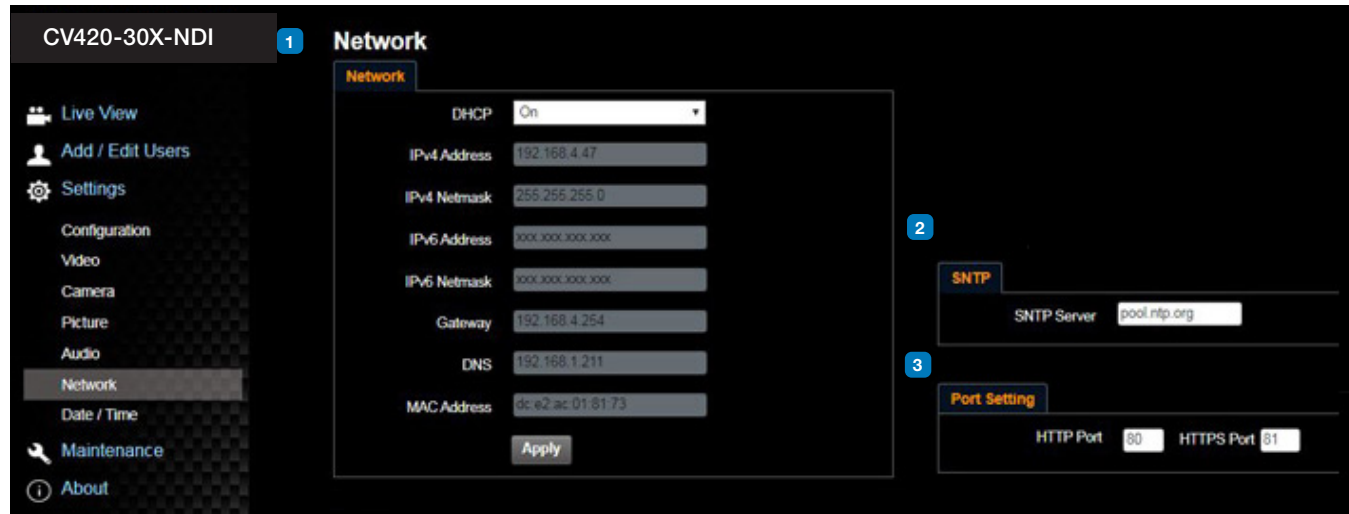 CV420-30X-NDI
Live View
Add / Edit Users
Settings
Configuration
Video
Camera
Picture
Audio
Network
Date / Time
Maintenance
About
1
Network
Network
DHCP On
IPv4 Address 192.168.4.47
IPv4 Netmask 255.255.255.0
IPv6 Address xxx.xxx.xxx.xxx
IPv6 Netmask xxx.xxx.xxx.xxx
Gateway 192.168.4.254
DNS 192.168.1.211
MAC Address dc:e2:ac:01:81:73
Apply
2
SNTP
SNTP Server pool.ntp.org
3
Port Setting
HTTP Port 80 HTTPS Port 81